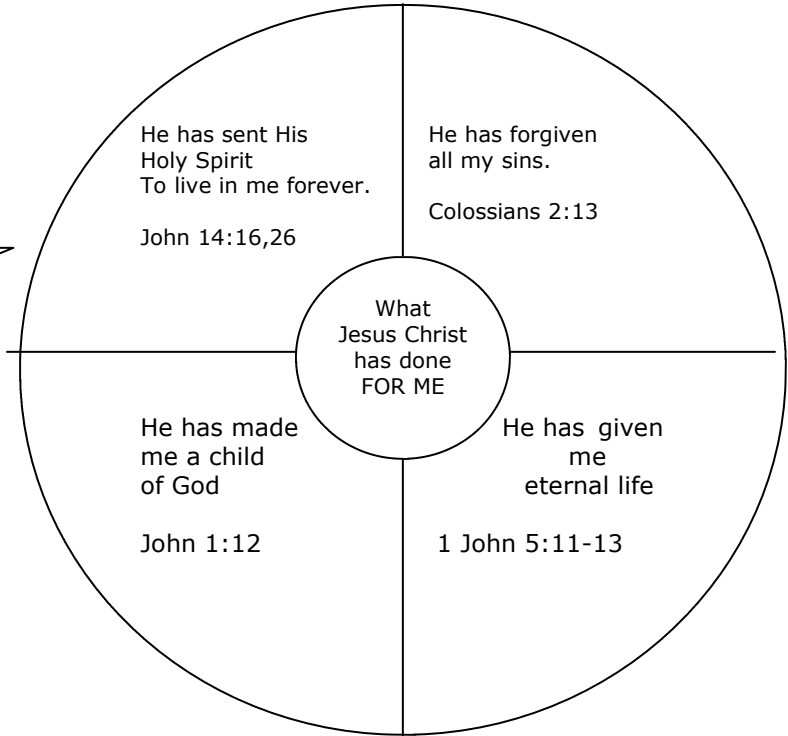 He has sent His
Holy Spirit
To live in me forever.
John 14:16,26
He has forgiven
all my sins.
Colossians 2:13
What
Jesus Christ
has done
FOR ME
He has made
me a child
of God
John 1:12
He has given
me
eternal life
1 John 5:11-13